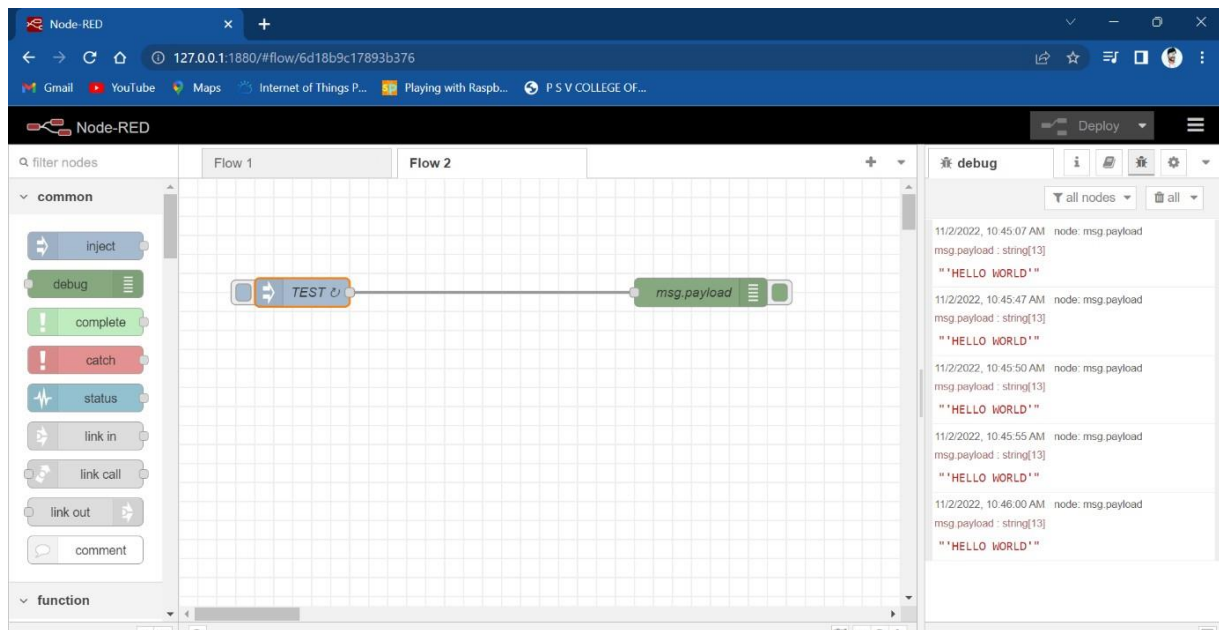 Node-RED
127.0.0.1:1880/#flow/6d18b9c17893b376
Gmail YouTube Maps Internet of Things P... Playing with Raspb... P S V COLLEGE OF...
Node-RED Deploy
filter nodes Flow 1 Flow 2 debug i
common all nodes all
inject
debug
complete
catch
status
link in
link call
link out
comment
function
TEST ↻ msg.payload
11/2/2022, 10:45:07 AM node: msg.payload
msg.payload : string[13]
"'HELLO WORLD'"
11/2/2022, 10:45:47 AM node: msg.payload
msg.payload : string[13]
"'HELLO WORLD'"
11/2/2022, 10:45:50 AM node: msg.payload
msg.payload : string[13]
"'HELLO WORLD'"
11/2/2022, 10:45:55 AM node: msg.payload
msg.payload : string[13]
"'HELLO WORLD'"
11/2/2022, 10:46:00 AM node: msg.payload
msg.payload : string[13]
"'HELLO WORLD'"